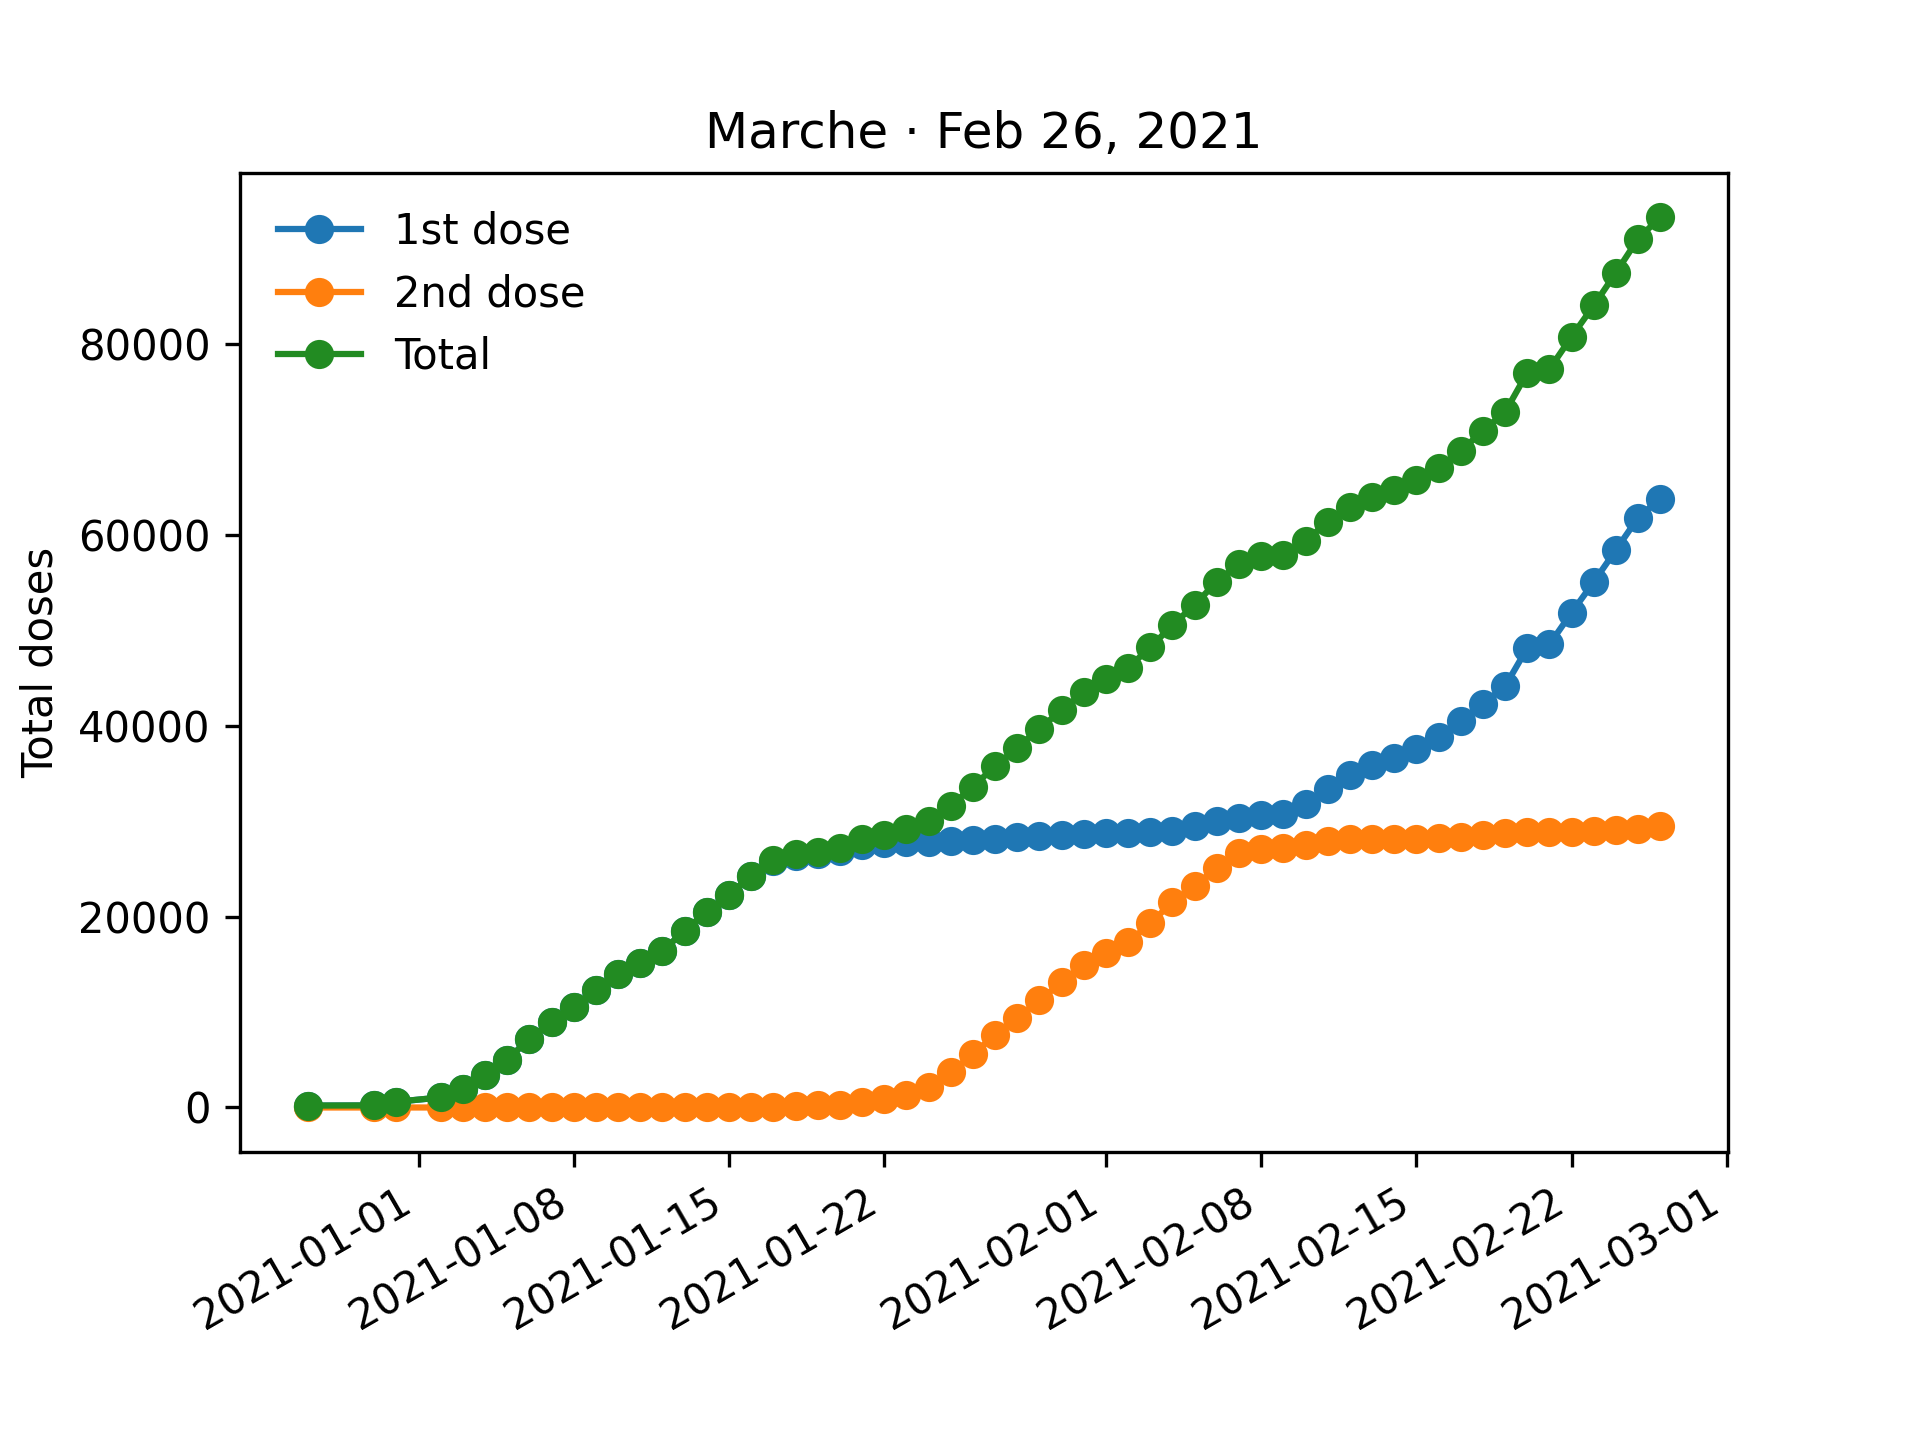 Marche · Feb 26, 2021
1st dose
2nd dose
Total
Total doses
80000
60000
40000
20000
0
2021-01-01
2021-01-08
2021-01-15
2021-01-22
2021-02-01
2021-02-08
2021-02-15
2021-02-22
2021-03-01